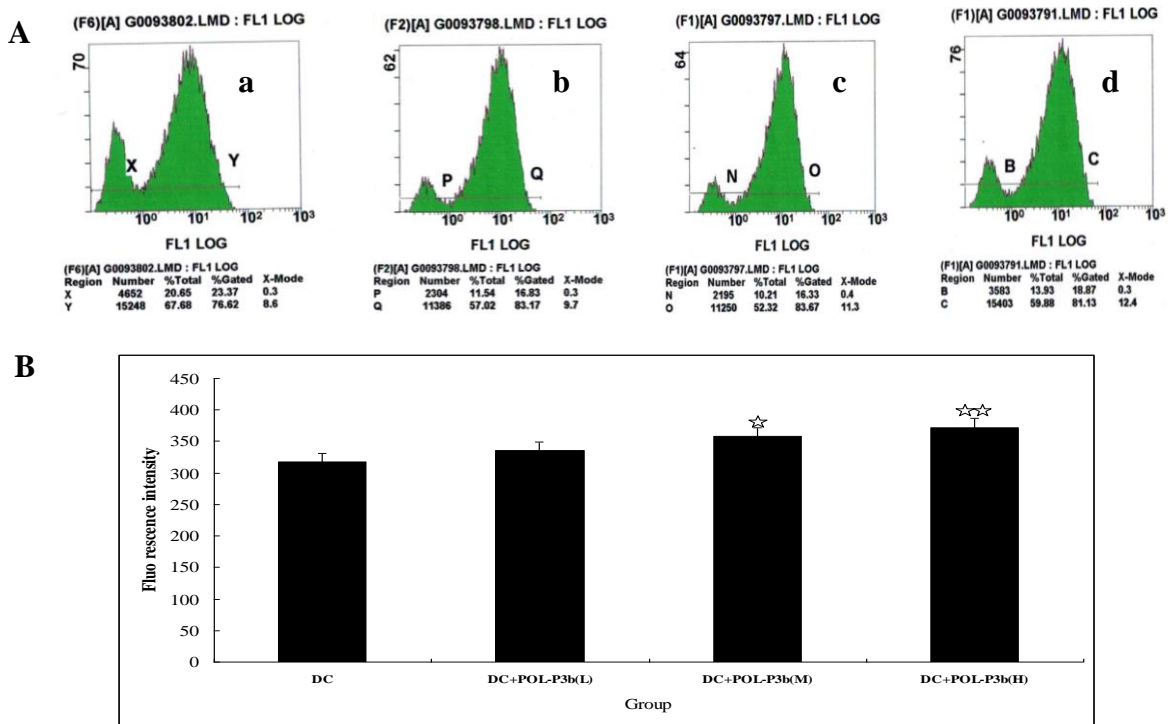 A
(F6)[A] G0093802.LMD : FL1 LOG
70
a
X
Y
10⁰ 10¹ 10² 10³
FL1 LOG
(F6)[A] G0093802.LMD : FL1 LOG
Region Number %Total %Gated X-Mode
X 4652 20.65 23.37 0.3
Y 15248 67.68 76.62 8.6
(F2)[A] G0093798.LMD : FL1 LOG
62
b
P
Q
10⁰ 10¹ 10² 10³
FL1 LOG
(F2)[A] G0093798.LMD : FL1 LOG
Region Number %Total %Gated X-Mode
P 2304 11.54 16.83 0.3
Q 11386 57.02 83.17 9.7
(F1)[A] G0093797.LMD : FL1 LOG
64
c
N
O
10⁰ 10¹ 10² 10³
FL1 LOG
(F1)[A] G0093797.LMD : FL1 LOG
Region Number %Total %Gated X-Mode
N 2195 10.21 16.33 0.4
O 11250 52.32 83.67 11.3
(F1)[A] G0093791.LMD : FL1 LOG
76
d
B
C
10⁰ 10¹ 10² 10³
FL1 LOG
(F1)[A] G0093791.LMD : FL1 LOG
Region Number %Total %Gated X-Mode
B 3583 13.93 18.87 0.3
C 15403 59.88 81.13 12.4
B
Fluo rescence intensity
450
400
350
300
250
200
150
100
50
0
☆
☆☆
DC DC+POL-P3b(L) DC+POL-P3b(M) DC+POL-P3b(H)
Group